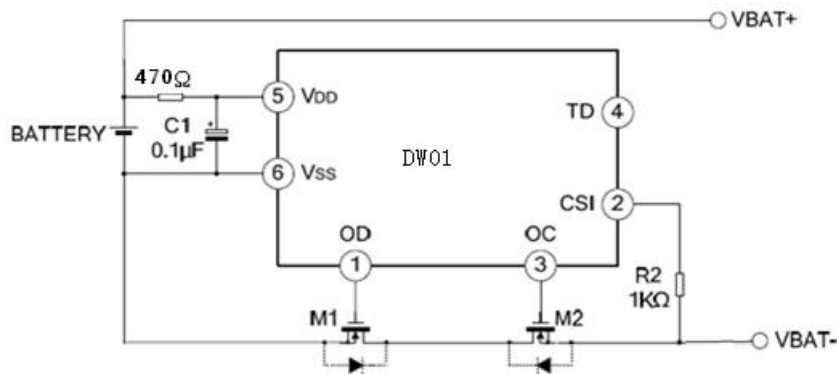 VBAT+
470Ω
5 VDD
TD 4
BATTERY
C1
+
0.1μF
DW01
6 VSS
CSI 2
OD
OC
1
3
R2
1KΩ
M1
M2
VBAT-